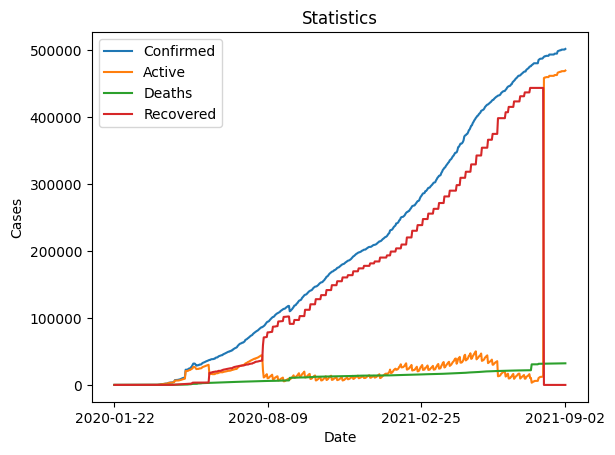 Statistics
Confirmed
Active
Deaths
Recovered
500000
400000
300000
200000
100000
0
Cases
2020-01-22 2020-08-09 2021-02-25 2021-09-02
Date